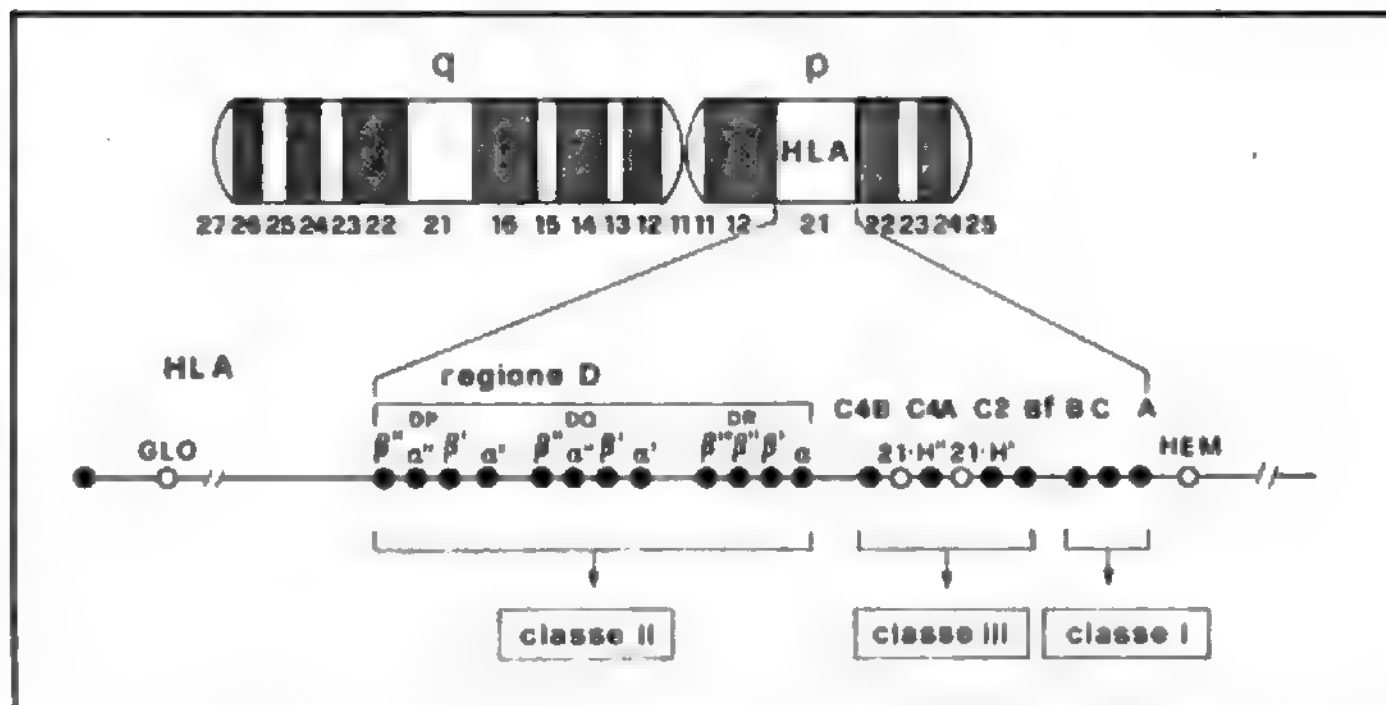 q p
HLA
27 26 25 24 23 22 21 16 15 14 13 12 11 11 12 21 22 23 24 25
HLA regione D
C4B C4A C2 Bf B C A
DP DQ DR
β" α" β' α' β" α" β' α' β"' β" β' α
GLO 21·H" 21·H' HEM
classe II classe III classe I